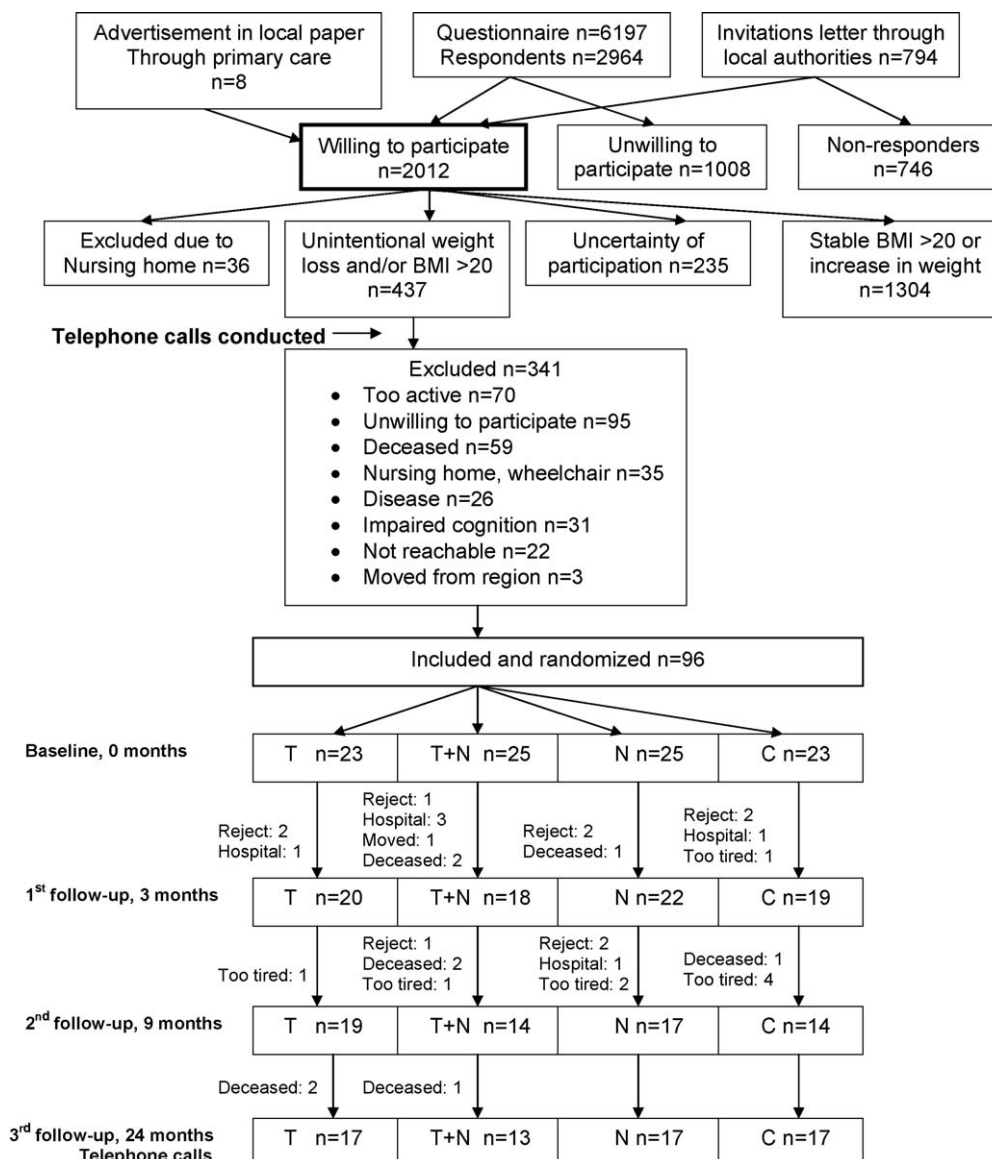 Advertisement in local paper
Through primary care
n=8
Questionnaire n=6197
Respondents n=2964
Invitations letter through
local authorities n=794
Willing to participate
n=2012
Unwilling to
participate n=1008
Non-responders
n=746
Excluded due to
Nursing home n=36
Unintentional weight
loss and/or BMI >20
n=437
Uncertainty of
participation n=235
Stable BMI >20 or
increase in weight
n=1304
Telephone calls conducted
Excluded n=341
• Too active n=70
• Unwilling to participate n=95
• Deceased n=59
• Nursing home, wheelchair n=35
• Disease n=26
• Impaired cognition n=31
• Not reachable n=22
• Moved from region n=3
Included and randomized n=96
Baseline, 0 months
T n=23
T+N n=25
N n=25
C n=23
Reject: 2
Hospital: 1
Reject: 1
Hospital: 3
Moved: 1
Deceased: 2
Reject: 2
Deceased: 1
Reject: 2
Hospital: 1
Too tired: 1
1st follow-up, 3 months
T n=20
T+N n=18
N n=22
C n=19
Too tired: 1
Reject: 1
Deceased: 2
Too tired: 1
Reject: 2
Hospital: 1
Too tired: 2
Deceased: 1
Too tired: 4
2nd follow-up, 9 months
T n=19
T+N n=14
N n=17
C n=14
Deceased: 2
Deceased: 1
3rd follow-up, 24 months
Telephone calls
T n=17
T+N n=13
N n=17
C n=17